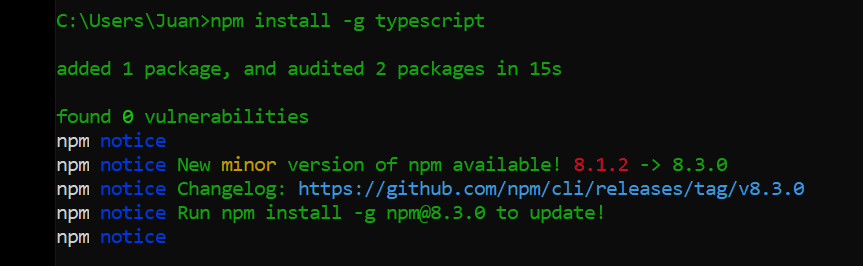 C:\Users\Juan>npm install -g typescript
added 1 package, and audited 2 packages in 15s
found 0 vulnerabilities
npm notice
npm notice New minor version of npm available! 8.1.2 -> 8.3.0
npm notice Changelog: https://github.com/npm/cli/releases/tag/v8.3.0
npm notice Run npm install -g npm@8.3.0 to update!
npm notice